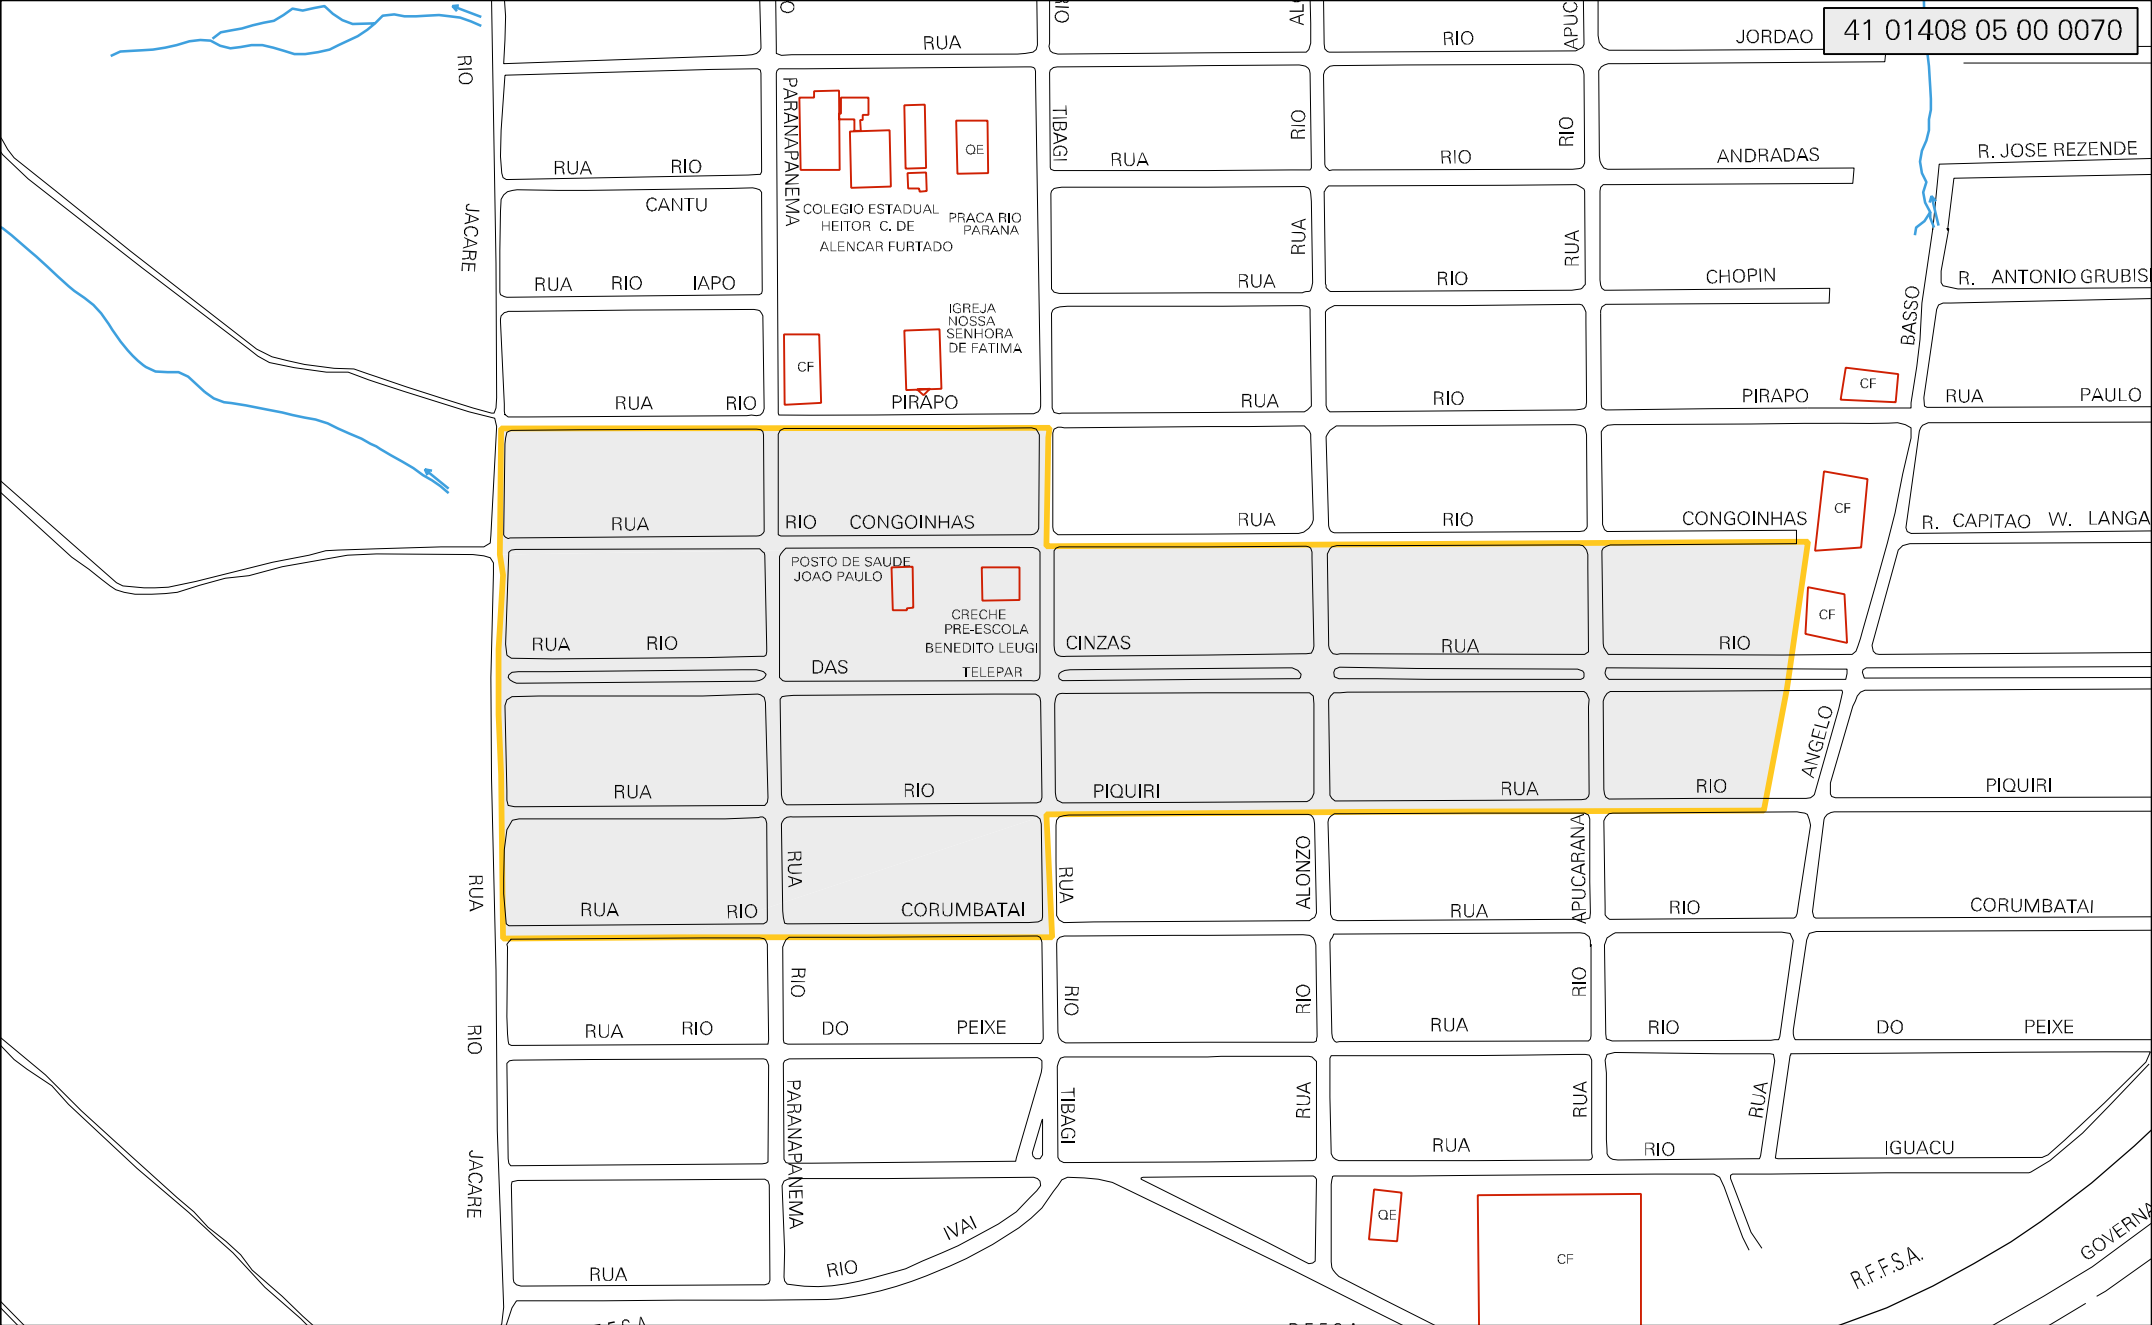 41 01408 05 00 0070
RUA RIO JORDAO
RIO
PARANAPANEMA
TIBAGI
RIO
RIO
QE
RUA RIO
CANTU
RUA RIO ANDRADAS
R. JOSE REZENDE
JACARE
COLEGIO ESTADUAL
HEITOR C. DE
ALENCAR FURTADO
PRACA RIO
PARANA
RUA
RUA
RUA RIO IAPO
RUA RIO CHOPIN
R. ANTONIO GRUBISI
IGREJA
NOSSA
SENHORA
DE FATIMA
BASSO
CF
CF
RUA RIO PIRAPO
RUA RIO PIRAPO
RUA PAULO
RUA RIO CONGOINHAS
RUA RIO CONGOINHAS
CF
R. CAPITAO W. LANGA
POSTO DE SAUDE
JOAO PAULO
CRECHE
PRE-ESCOLA
BENEDITO LEUGI
TELEPAR
CF
RUA RIO DAS CINZAS RUA RIO
ANGELO
RUA RIO PIQUIRI RUA RIO PIQUIRI
RUA
RUA
RUA
ALONZO
APUCARANA
RUA RIO CORUMBATAI RUA RIO CORUMBATAI
RIO
RIO
RIO
RIO
RIO
RUA RIO DO PEIXE RUA RIO DO PEIXE
JACARE
PARANAPANEMA
TIBAGI
RUA
RUA
RUA
RUA RIO IGUACU
RUA RIO IVAI
QE
CF
R.F.F.S.A.
GOVERNA